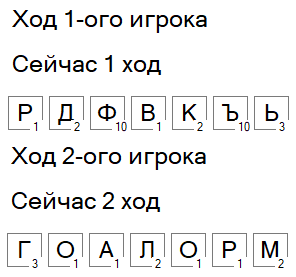 Ход 1-ого игрока
Сейчас 1 ход
Р1 Д2 Ф10 В1 К2 Ъ10 Ь3
Ход 2-ого игрока
Сейчас 2 ход
Г3 О1 А1 Л1 О1 Р1 М2